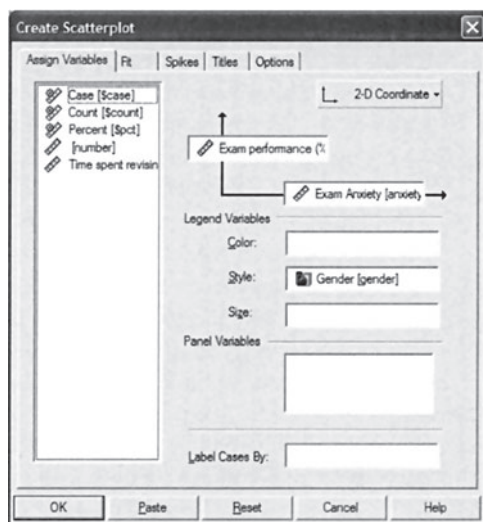 Create Scatterplot
Assign Variables
Fit
Spikes
Titles
Options
Case [$case]
Count [$count]
Percent [$pct]
[number]
Time spent revisin
2-D Coordinate
Exam performance (%
Exam Anxiety [anxiety
Legend Variables
Color:
Style:
Gender [gender]
Size:
Panel Variables
Label Cases By:
OK
Paste
Reset
Cancel
Help